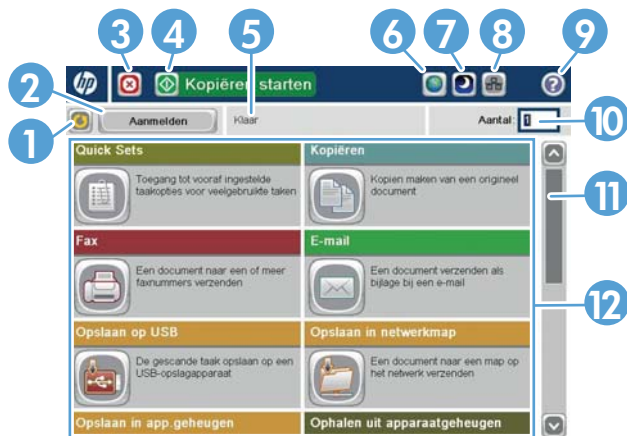 3 4 5 6 7 8 9
hp Kopiëren starten
2
Aanmelden Klaar Aantal: 1 10
1
Quick Sets Kopiëren
Toegang tot vooraf ingestelde
taakopties voor veelgebruikte taken
Kopien maken van een origineel
document
11
Fax E-mail
Een document naar een of meer
faxnummers verzenden
Een document verzenden als
bijlage bij een e-mail
12
Opslaan op USB Opslaan in netwerkmap
De gescande taak opslaan op een
USB-opslagapparaat
Een document naar een map op
het netwerk verzenden
Opslaan in app.geheugen Ophalen uit apparaatgeheugen